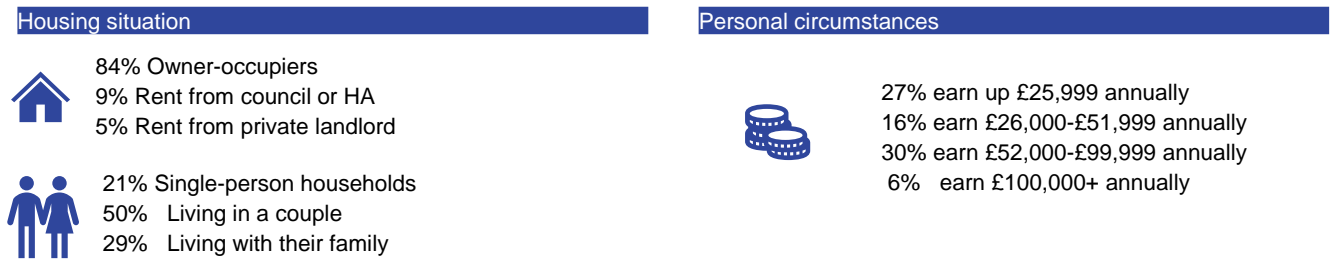 Housing situation
84% Owner-occupiers
9% Rent from council or HA
5% Rent from private landlord
21% Single-person households
50% Living in a couple
29% Living with their family
Personal circumstances
27% earn up £25,999 annually
16% earn £26,000-£51,999 annually
30% earn £52,000-£99,999 annually
6% earn £100,000+ annually